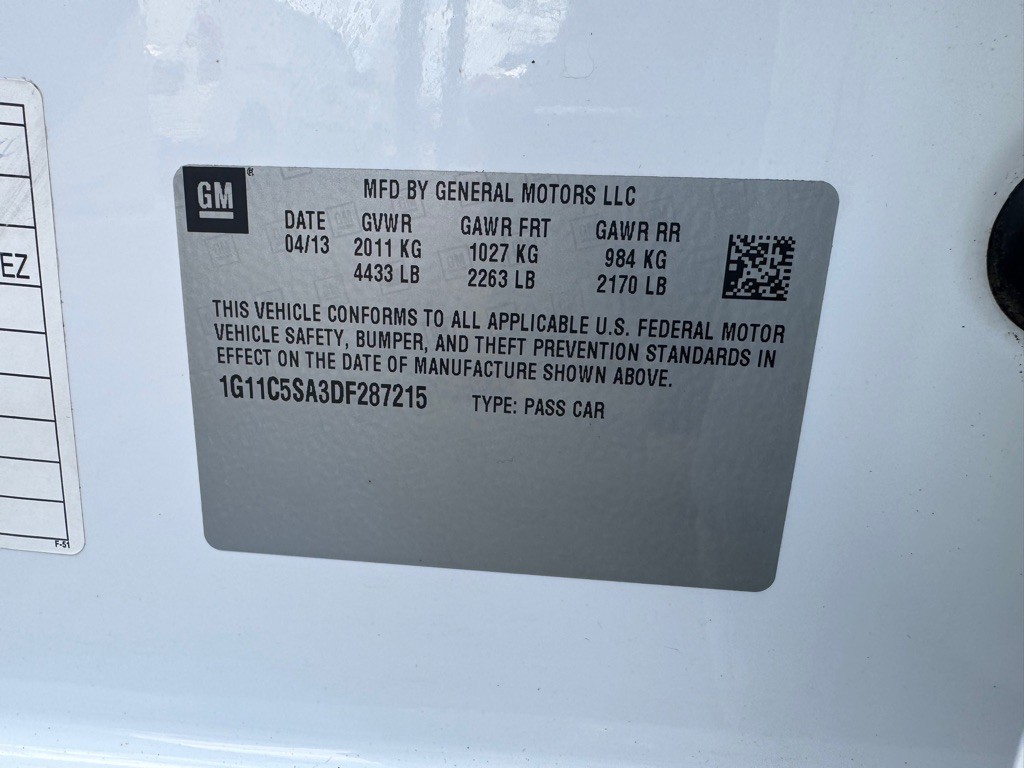 EZ
F-51
GM
®
MFD BY GENERAL MOTORS LLC
DATE GVWR GAWR FRT GAWR RR
04/13 2011 KG 1027 KG 984 KG
4433 LB 2263 LB 2170 LB
THIS VEHICLE CONFORMS TO ALL APPLICABLE U.S. FEDERAL MOTOR
VEHICLE SAFETY, BUMPER, AND THEFT PREVENTION STANDARDS IN
EFFECT ON THE DATE OF MANUFACTURE SHOWN ABOVE.
1G11C5SA3DF287215 TYPE: PASS CAR